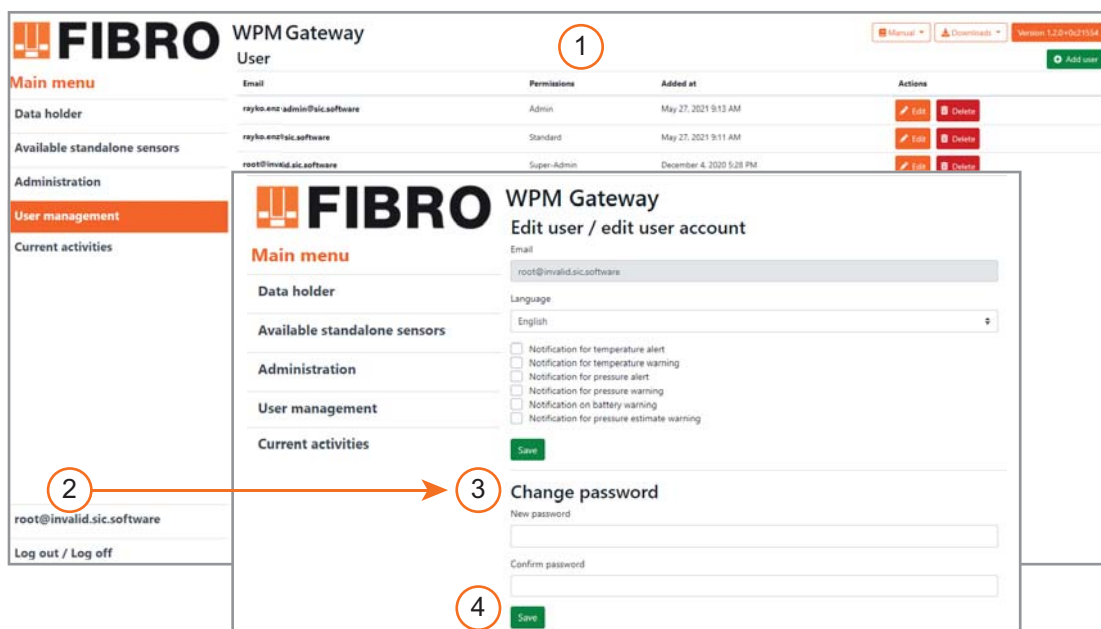 FIBRO
WPM Gateway
1
Manual
Downloads
Version 1.2.0+0c21554
User
Add user
Main menu
Email Permissions Added at Actions
Data holder
rayko.enz admin@sic.software Admin May 27, 2021 9:13 AM Edit Delete
Available standalone sensors
rayko.enz sic.software Standard May 27, 2021 9:11 AM Edit Delete
Administration
root@invalid.sic.software Super-Admin December 4, 2020 5:28 PM Edit Delete
User management
Current activities
2
root@invalid.sic.software
Log out / Log off
FIBRO
Main menu
Data holder
Available standalone sensors
Administration
User management
Current activities
WPM Gateway
Edit user / edit user account
Email
root@invalid.sic.software
Language
English
Notification for temperature alert
Notification for temperature warning
Notification for pressure alert
Notification for pressure warning
Notification on battery warning
Notification for pressure estimate warning
Save
3
Change password
New password
Confirm password
4
Save